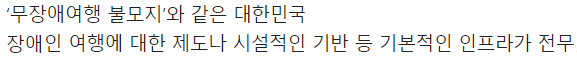 ‘무장애여행 불모지’와 같은 대한민국
장애인 여행에 대한 제도나 시설적인 기반 등 기본적인 인프라가 전무